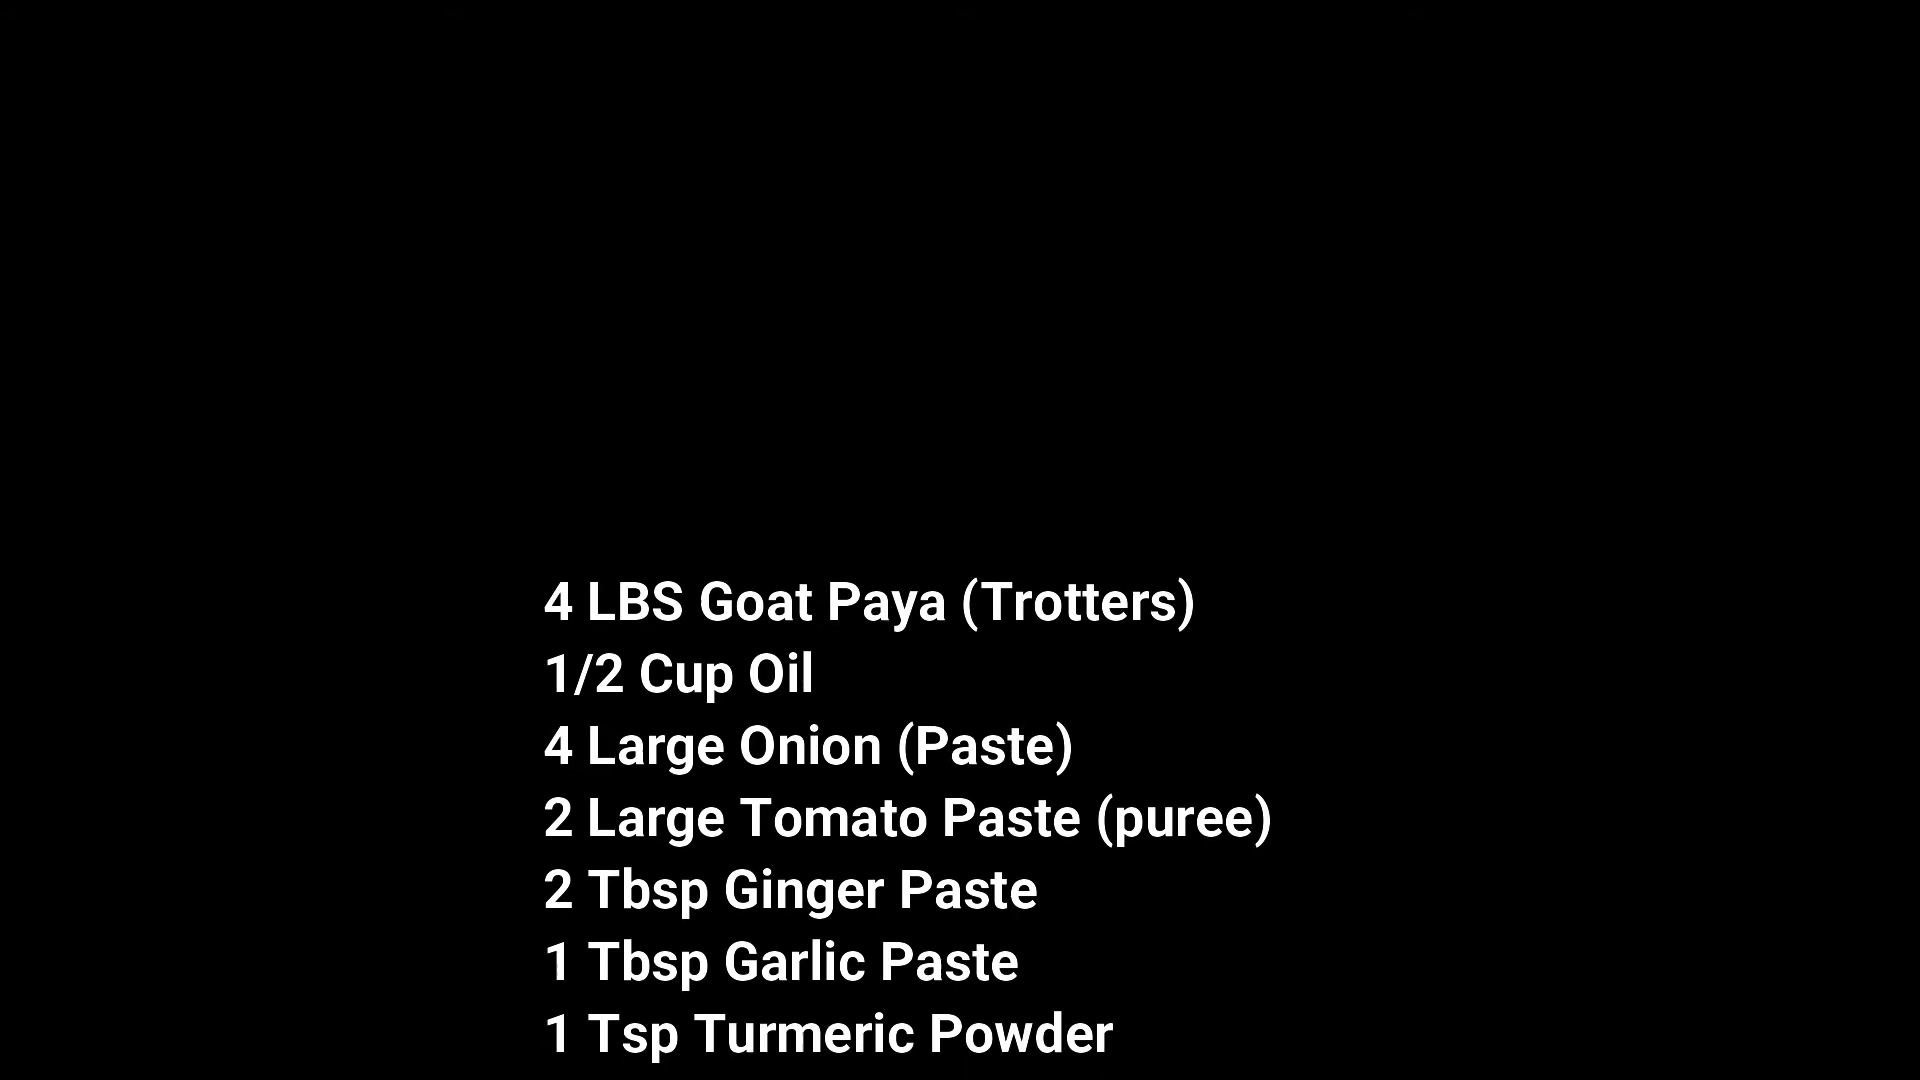 4 LBS Goat Paya (Trotters)
1/2 Cup Oil
4 Large Onion (Paste)
2 Large Tomato Paste (puree)
2 Tbsp Ginger Paste
1 Tbsp Garlic Paste
1 Tsp Turmeric Powder